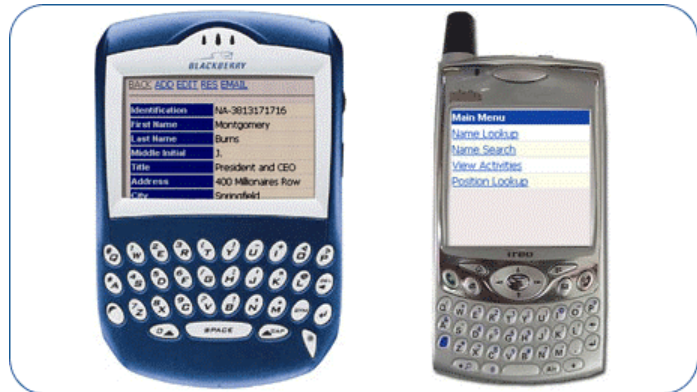 BLACKBERRY
BACK ADD EDIT RES EMAIL
Identification NA-3813171716
First Name Montgomery
Last Name Burns
Middle Initial J.
Title President and CEO
Address 400 Millionaires Row
City Springfield
SPACE
Main Menu
Name Lookup
Name Search
View Activities
Position Lookup
treo
Q W E R T Y U I O P
A S D F G H J K L
Z X C V B N M